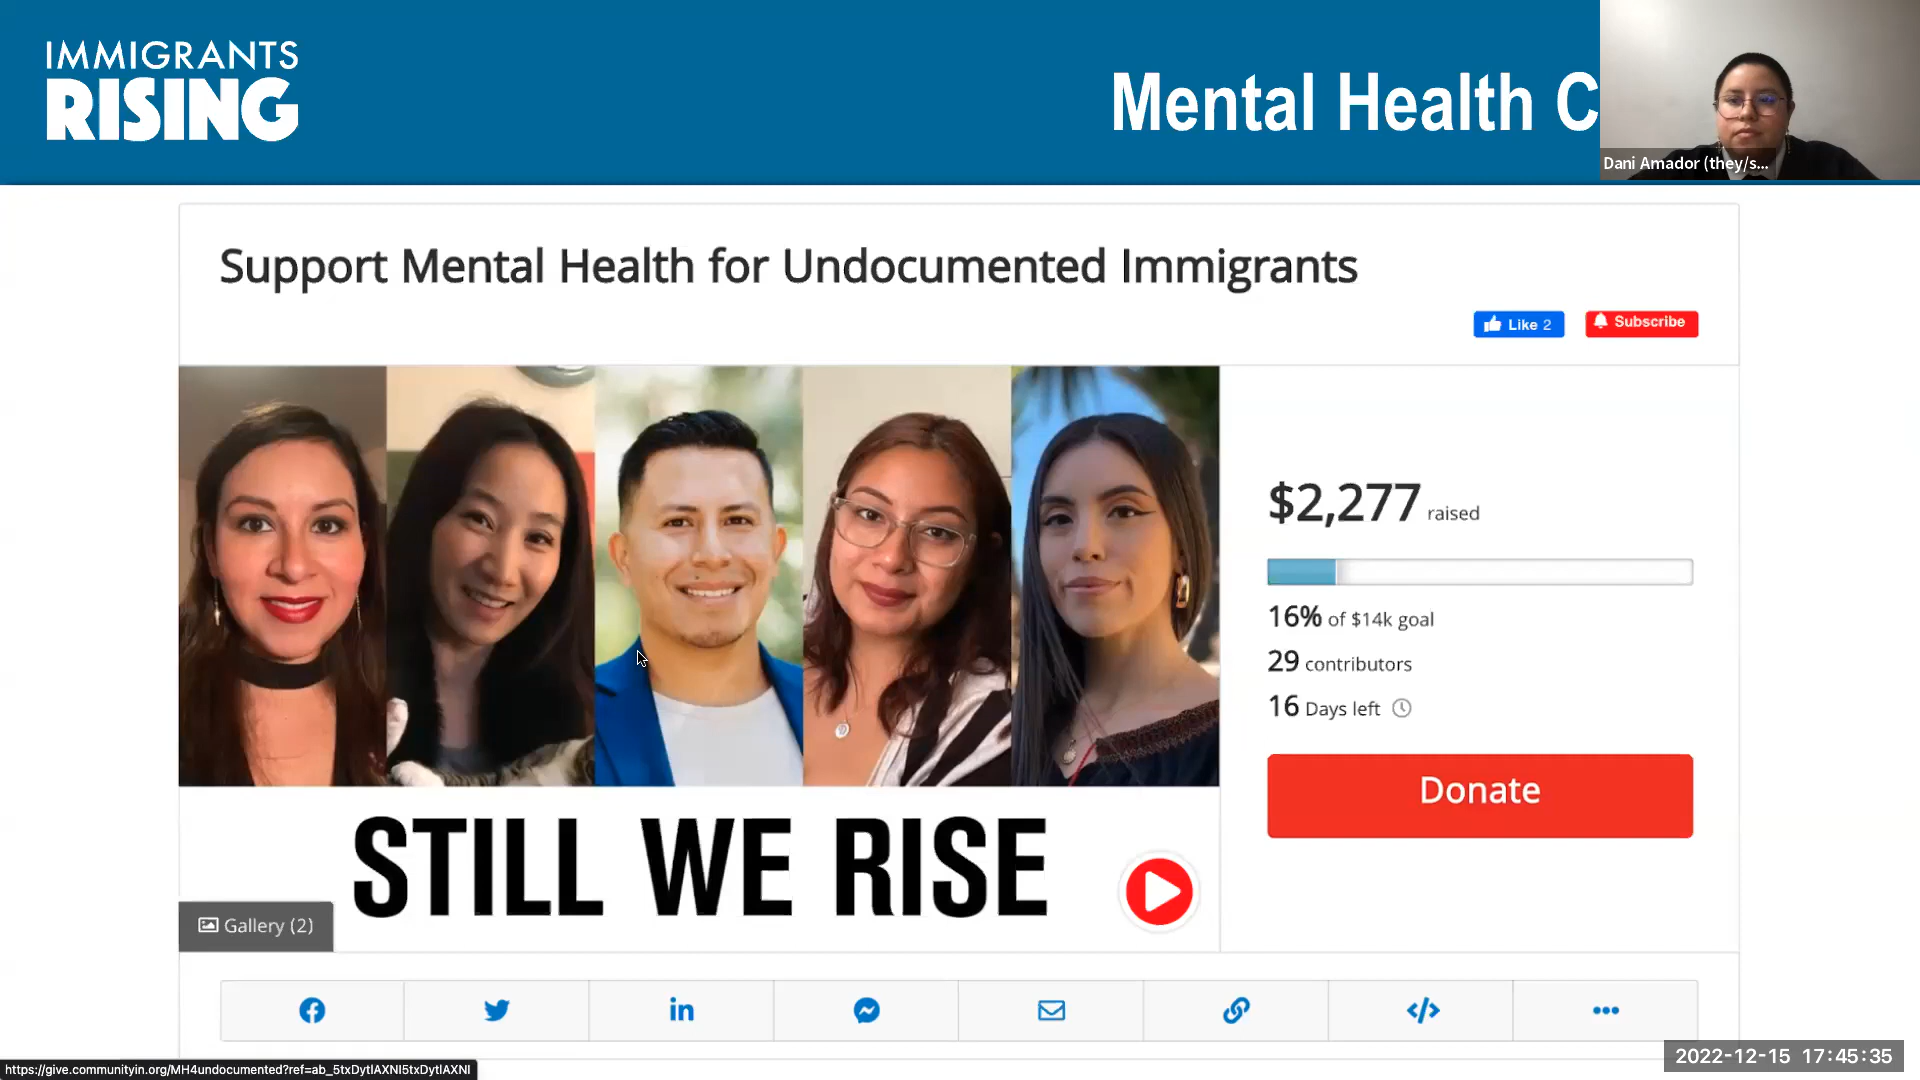 IMMIGRANTS
RISING
Mental Health C
Dani Amador (they/s...
Support Mental Health for Undocumented Immigrants
Like 2
Subscribe
$2,277 raised
16% of $14k goal
29 contributors
16 Days left
Donate
STILL WE RISE
Gallery (2)
https://give.communityin.org/MH4undocumented?ref=ab_5txDytlAXNI5txDytlAXNI
2022-12-15 17:45:35